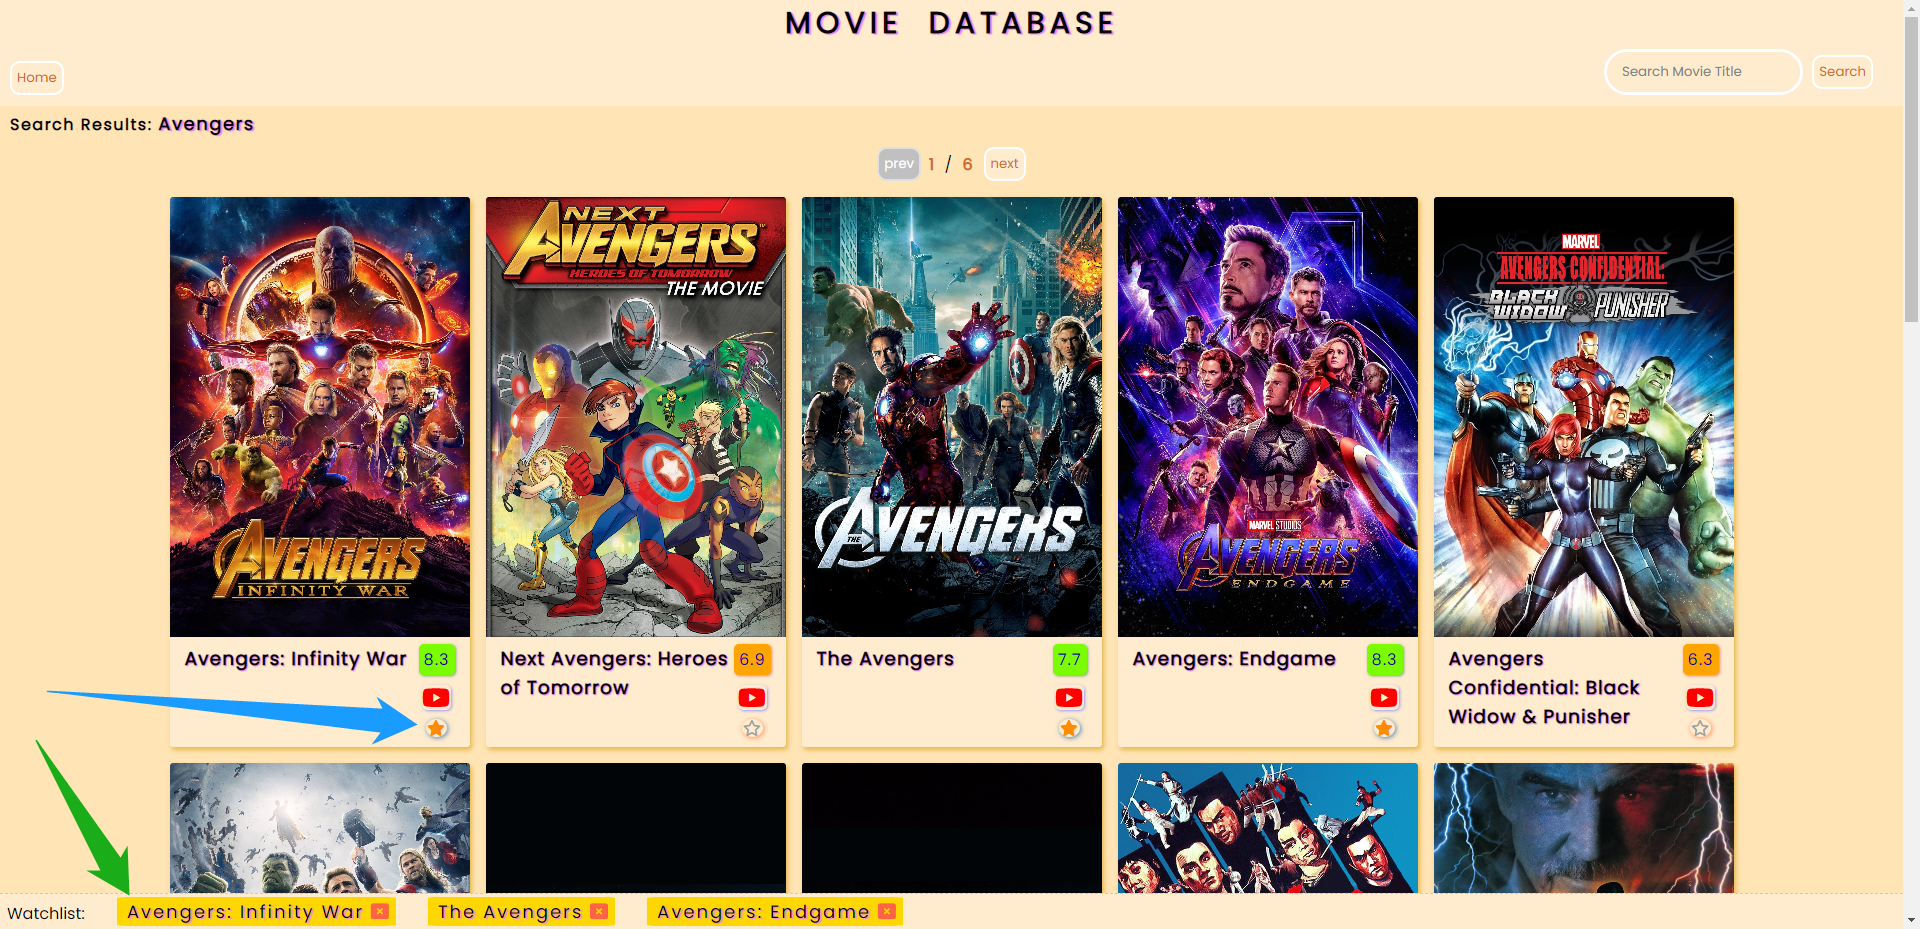 MOVIE DATABASE
Home
Search Movie Title
Search
Search Results: Avengers
prev 1 / 6 next
AVENGERS
INFINITY WAR
NEXT
AVENGERS
HEROES OF TOMORROW
THE MOVIE
THE AVENGERS
MARVEL STUDIOS
AVENGERS
ENDGAME
MARVEL
AVENGERS CONFIDENTIAL:
BLACK WIDOW PUNISHER
Avengers: Infinity War 8.3
Next Avengers: Heroes 6.9
of Tomorrow
The Avengers 7.7
Avengers: Endgame 8.3
Avengers 6.3
Confidential: Black
Widow & Punisher
Watchlist: Avengers: Infinity War × The Avengers × Avengers: Endgame ×